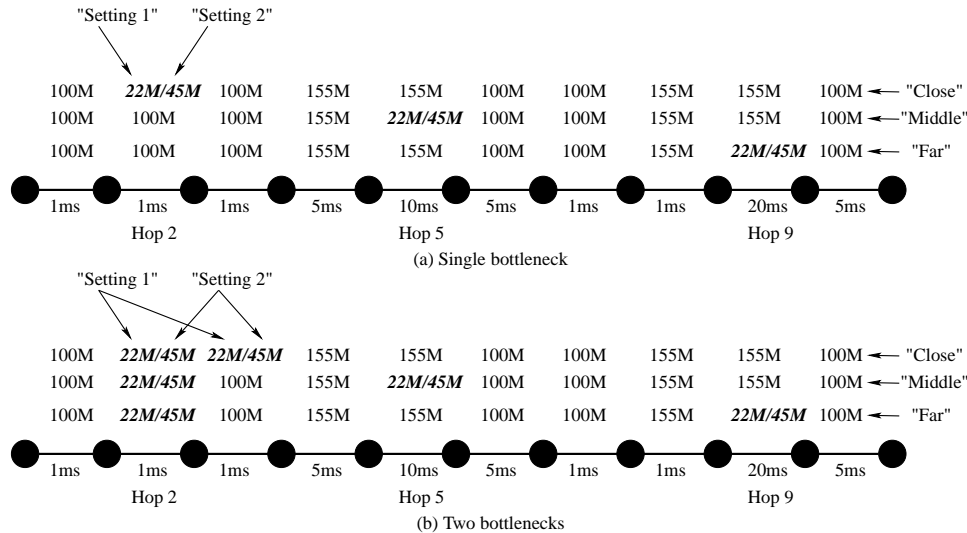 "Setting 1" "Setting 2"
100M 22M/45M 100M 155M 155M 100M 100M 155M 155M 100M "Close"
100M 100M 100M 155M 22M/45M 100M 100M 155M 155M 100M "Middle"
100M 100M 100M 155M 155M 100M 100M 155M 22M/45M 100M "Far"
1ms 1ms 1ms 5ms 10ms 5ms 1ms 1ms 20ms 5ms
Hop 2 Hop 5 Hop 9
(a) Single bottleneck
"Setting 1" "Setting 2"
100M 22M/45M 22M/45M 155M 155M 100M 100M 155M 155M 100M "Close"
100M 22M/45M 100M 155M 22M/45M 100M 100M 155M 155M 100M "Middle"
100M 22M/45M 100M 155M 155M 100M 100M 155M 22M/45M 100M "Far"
1ms 1ms 1ms 5ms 10ms 5ms 1ms 1ms 20ms 5ms
Hop 2 Hop 5 Hop 9
(b) Two bottlenecks